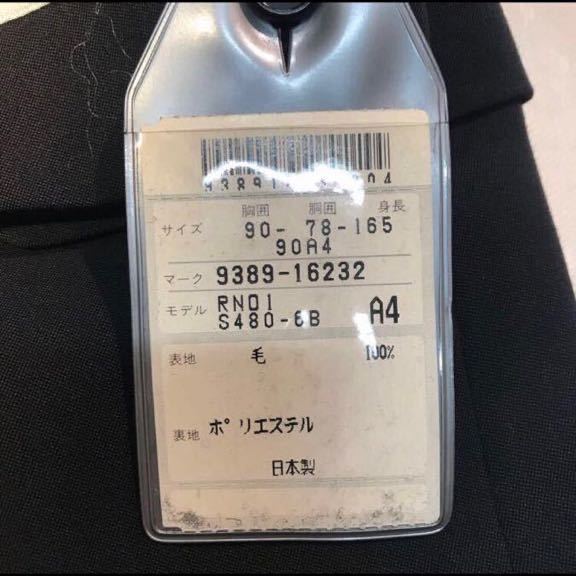 胸囲 胴囲 身長
サイズ 90- 78-165
90A4
マーク 9389-16232
モデル RN01
S480-6B A4
表地 毛 100%
裏地 ポリエステル
日本製